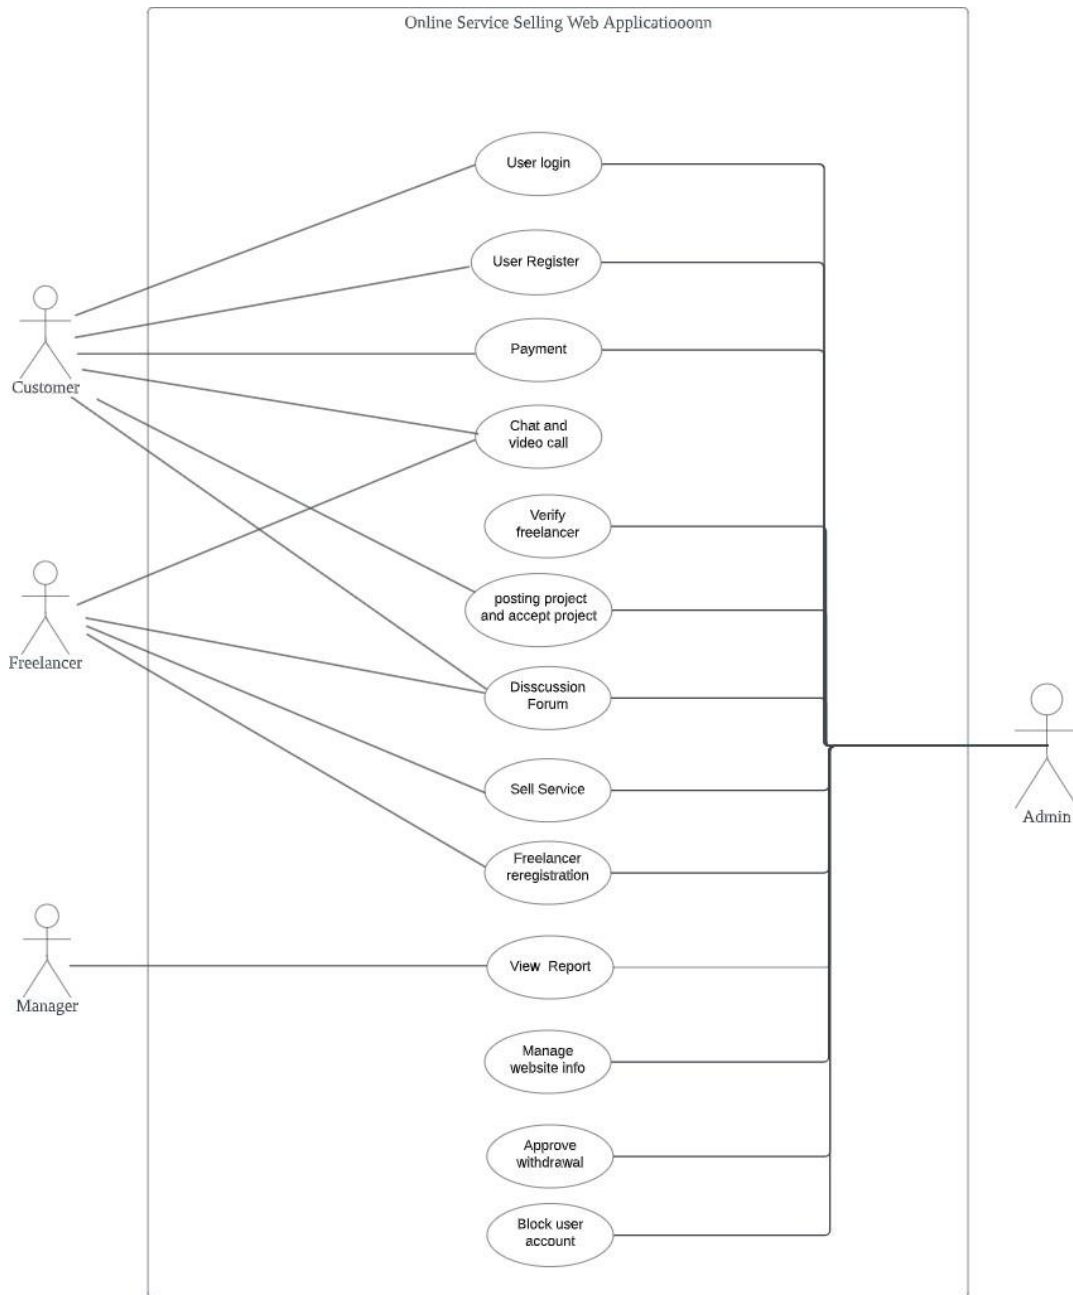 Online Service Selling Web Applicatiooonn
User login
User Register
Payment
Customer
Chat and
video call
Verify
freelancer
posting project
and accept project
Freelancer
Disscussion
Forum
Sell Service
Admin
Freelancer
reregistration
View Report
Manager
Manage
website info
Approve
withdrawal
Block user
account